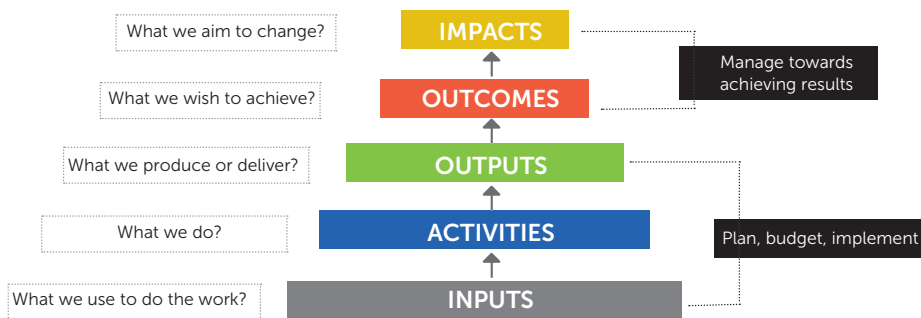 What we aim to change?
IMPACTS
Manage towards
achieving results
What we wish to achieve?
OUTCOMES
What we produce or deliver?
OUTPUTS
What we do?
ACTIVITIES
Plan, budget, implement
What we use to do the work?
INPUTS